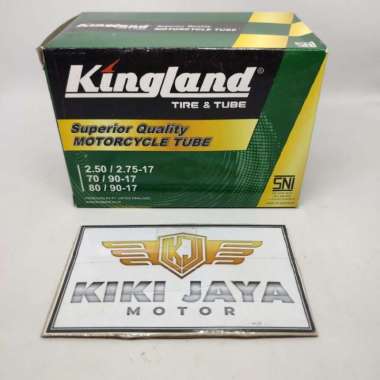 Kingland®
TIRE & TUBE
Superior Quality
MOTORCYCLE TUBE
2.50 / 2.75-17
70 / 90-17
80 / 90-17
SNI
KJ
KIKI JAYA
MOTOR